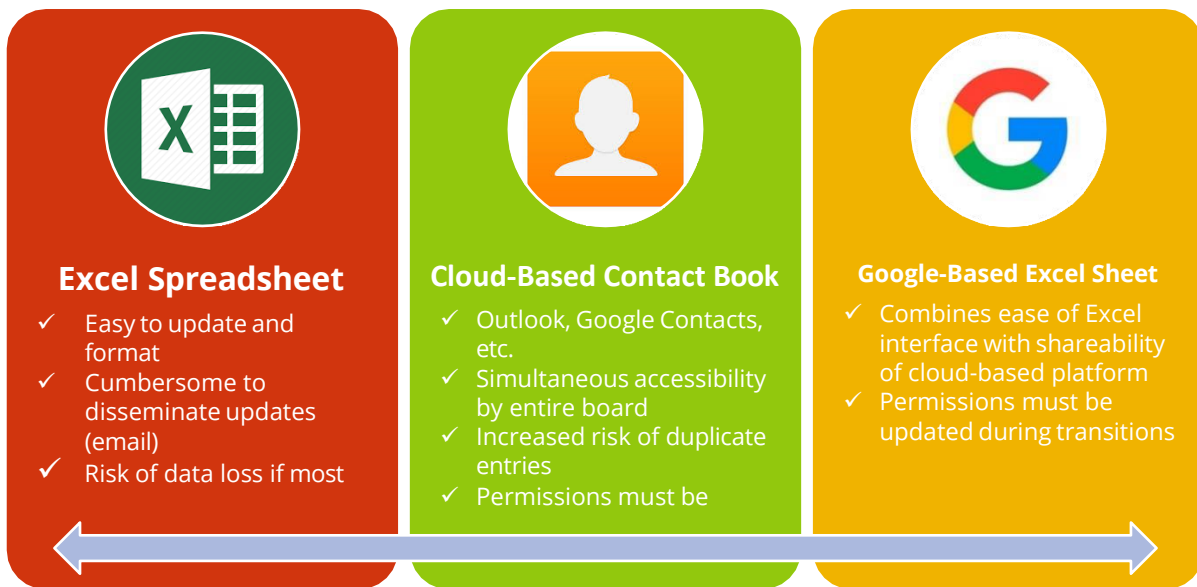 X
Excel Spreadsheet
✓ Easy to update and
format
✓ Cumbersome to
disseminate updates
(email)
✓ Risk of data loss if most
Cloud-Based Contact Book
✓ Outlook, Google Contacts,
etc.
✓ Simultaneous accessibility
by entire board
✓ Increased risk of duplicate
entries
✓ Permissions must be
G
Google-Based Excel Sheet
✓ Combines ease of Excel
interface with shareability
of cloud-based platform
✓ Permissions must be
updated during transitions